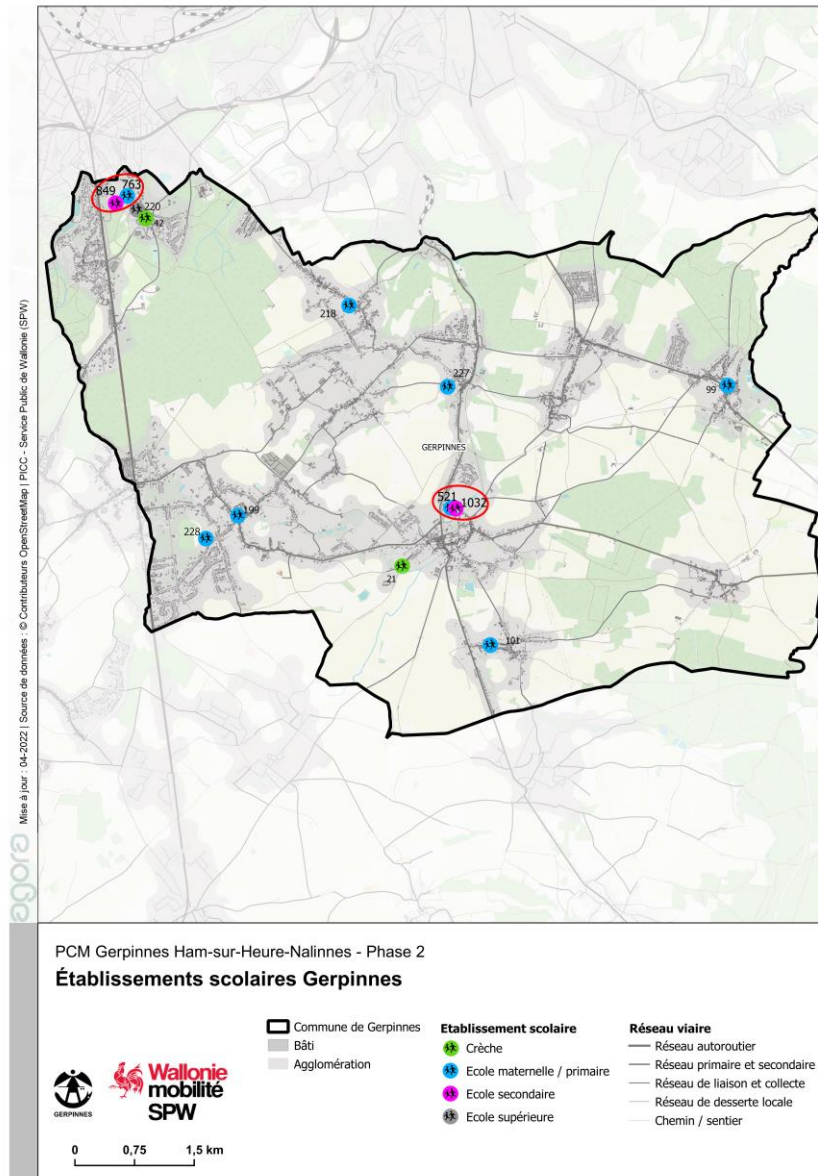 849
763
220
42
218
227
99
GERPINNES
521
1032
199
228
21
101
Mise à jour : 04-2022 | Source de données : © Contributeurs OpenStreetMap | PICC - Service Public de Wallonie (SPW)
agora
PCM Gerpinnes Ham-sur-Heure-Nalinnes - Phase 2
Établissements scolaires Gerpinnes
Commune de Gerpinnes
Bâti
Agglomération
Etablissement scolaire
Crèche
Ecole maternelle / primaire
Ecole secondaire
Ecole supérieure
Réseau viaire
Réseau autoroutier
Réseau primaire et secondaire
Réseau de liaison et collecte
Réseau de desserte locale
Chemin / sentier
GERPINNES
Wallonie
mobilité
SPW
0 0,75 1,5 km